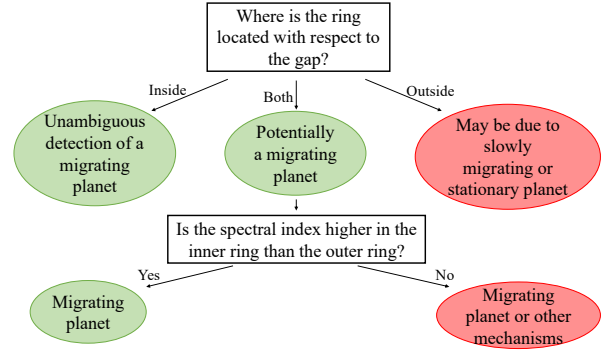 Where is the ring
located with respect to
the gap?
Inside
Both
Outside
Unambiguous
detection of a
migrating
planet
Potentially
a migrating
planet
May be due to
slowly
migrating or
stationary planet
Is the spectral index higher in the
inner ring than the outer ring?
Yes
No
Migrating
planet
Migrating
planet or other
mechanisms